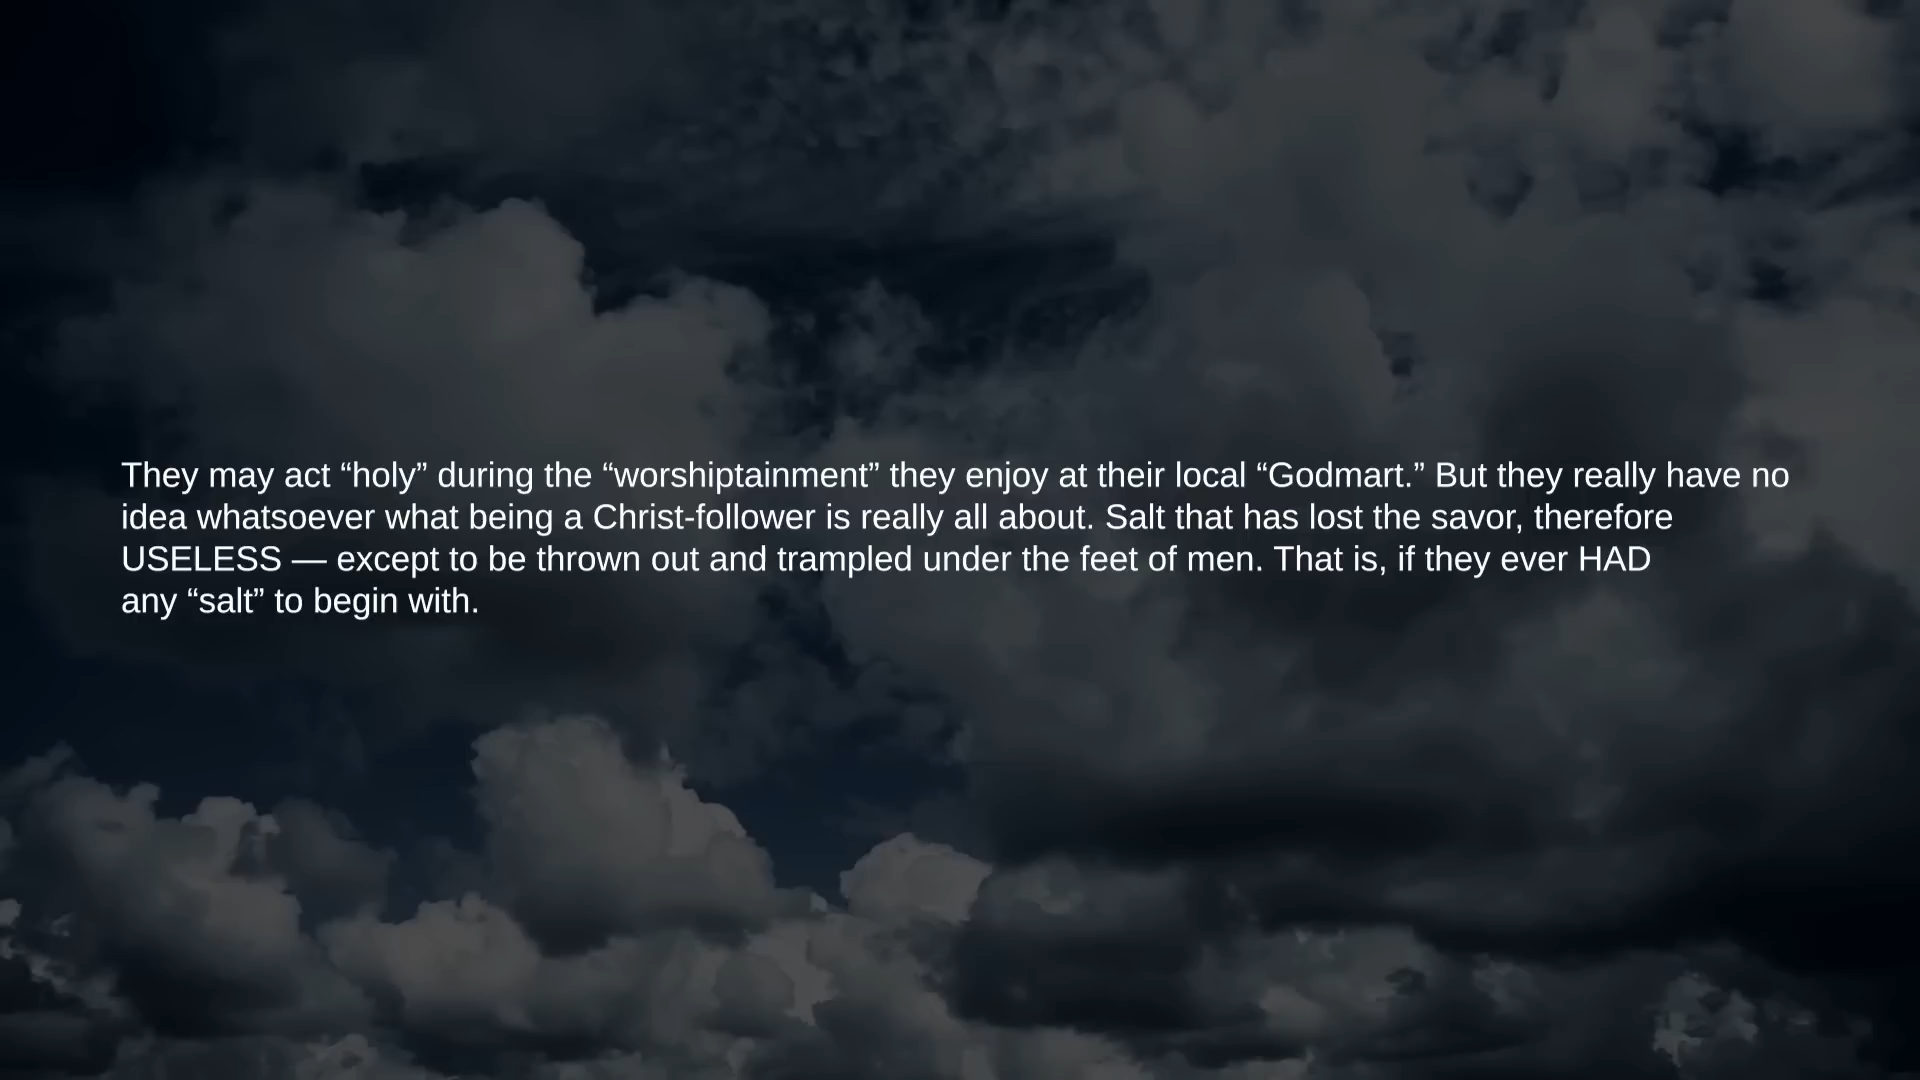 They may act “holy” during the “worshiptainment” they enjoy at their local “Godmart.” But they really have no
idea whatsoever what being a Christ-follower is really all about. Salt that has lost the savor, therefore
USELESS — except to be thrown out and trampled under the feet of men. That is, if they ever HAD
any “salt” to begin with.